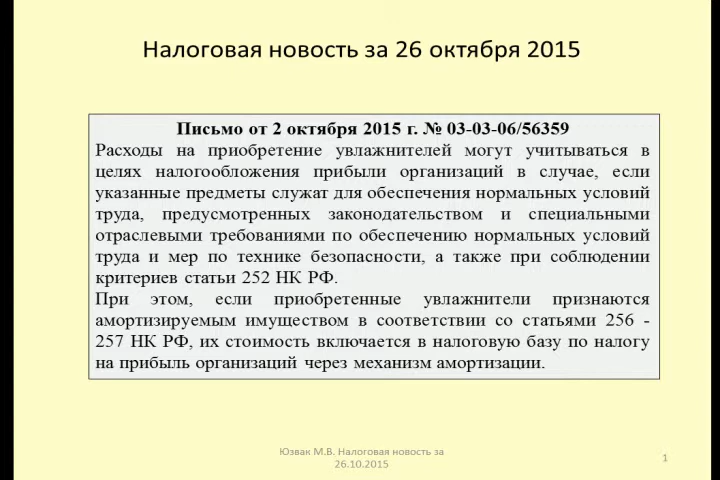 Налоговая новость за 26 октября 2015
Письмо от 2 октября 2015 г. № 03-03-06/56359
Расходы на приобретение увлажнителей могут учитываться в
целях налогообложения прибыли организаций в случае, если
указанные предметы служат для обеспечения нормальных условий
труда, предусмотренных законодательством и специальными
отраслевыми требованиями по обеспечению нормальных условий
труда и мер по технике безопасности, а также при соблюдении
критериев статьи 252 НК РФ.
При этом, если приобретенные увлажнители признаются
амортизируемым имуществом в соответствии со статьями 256 -
257 НК РФ, их стоимость включается в налоговую базу по налогу
на прибыль организаций через механизм амортизации.
Юзвак М.В. Налоговая новость за
26.10.2015
1